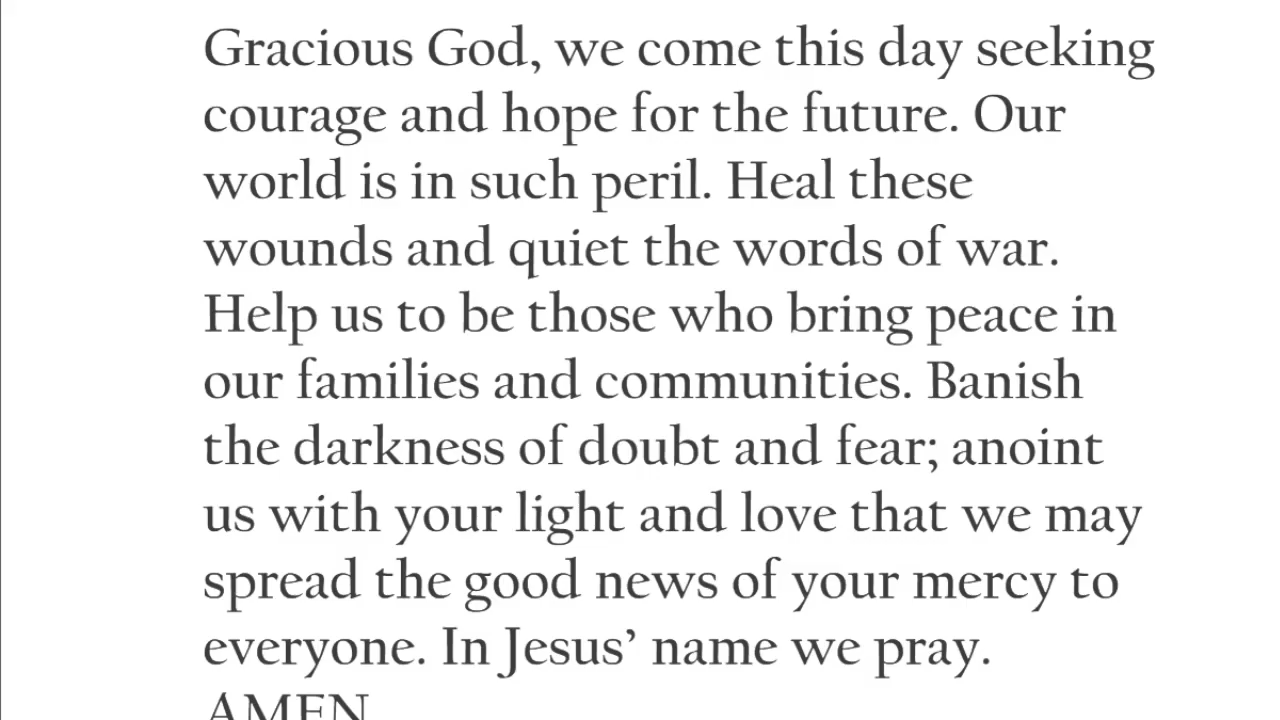 Gracious God, we come this day seeking
courage and hope for the future. Our
world is in such peril. Heal these
wounds and quiet the words of war.
Help us to be those who bring peace in
our families and communities. Banish
the darkness of doubt and fear; anoint
us with your light and love that we may
spread the good news of your mercy to
everyone. In Jesus’ name we pray.
AMEN